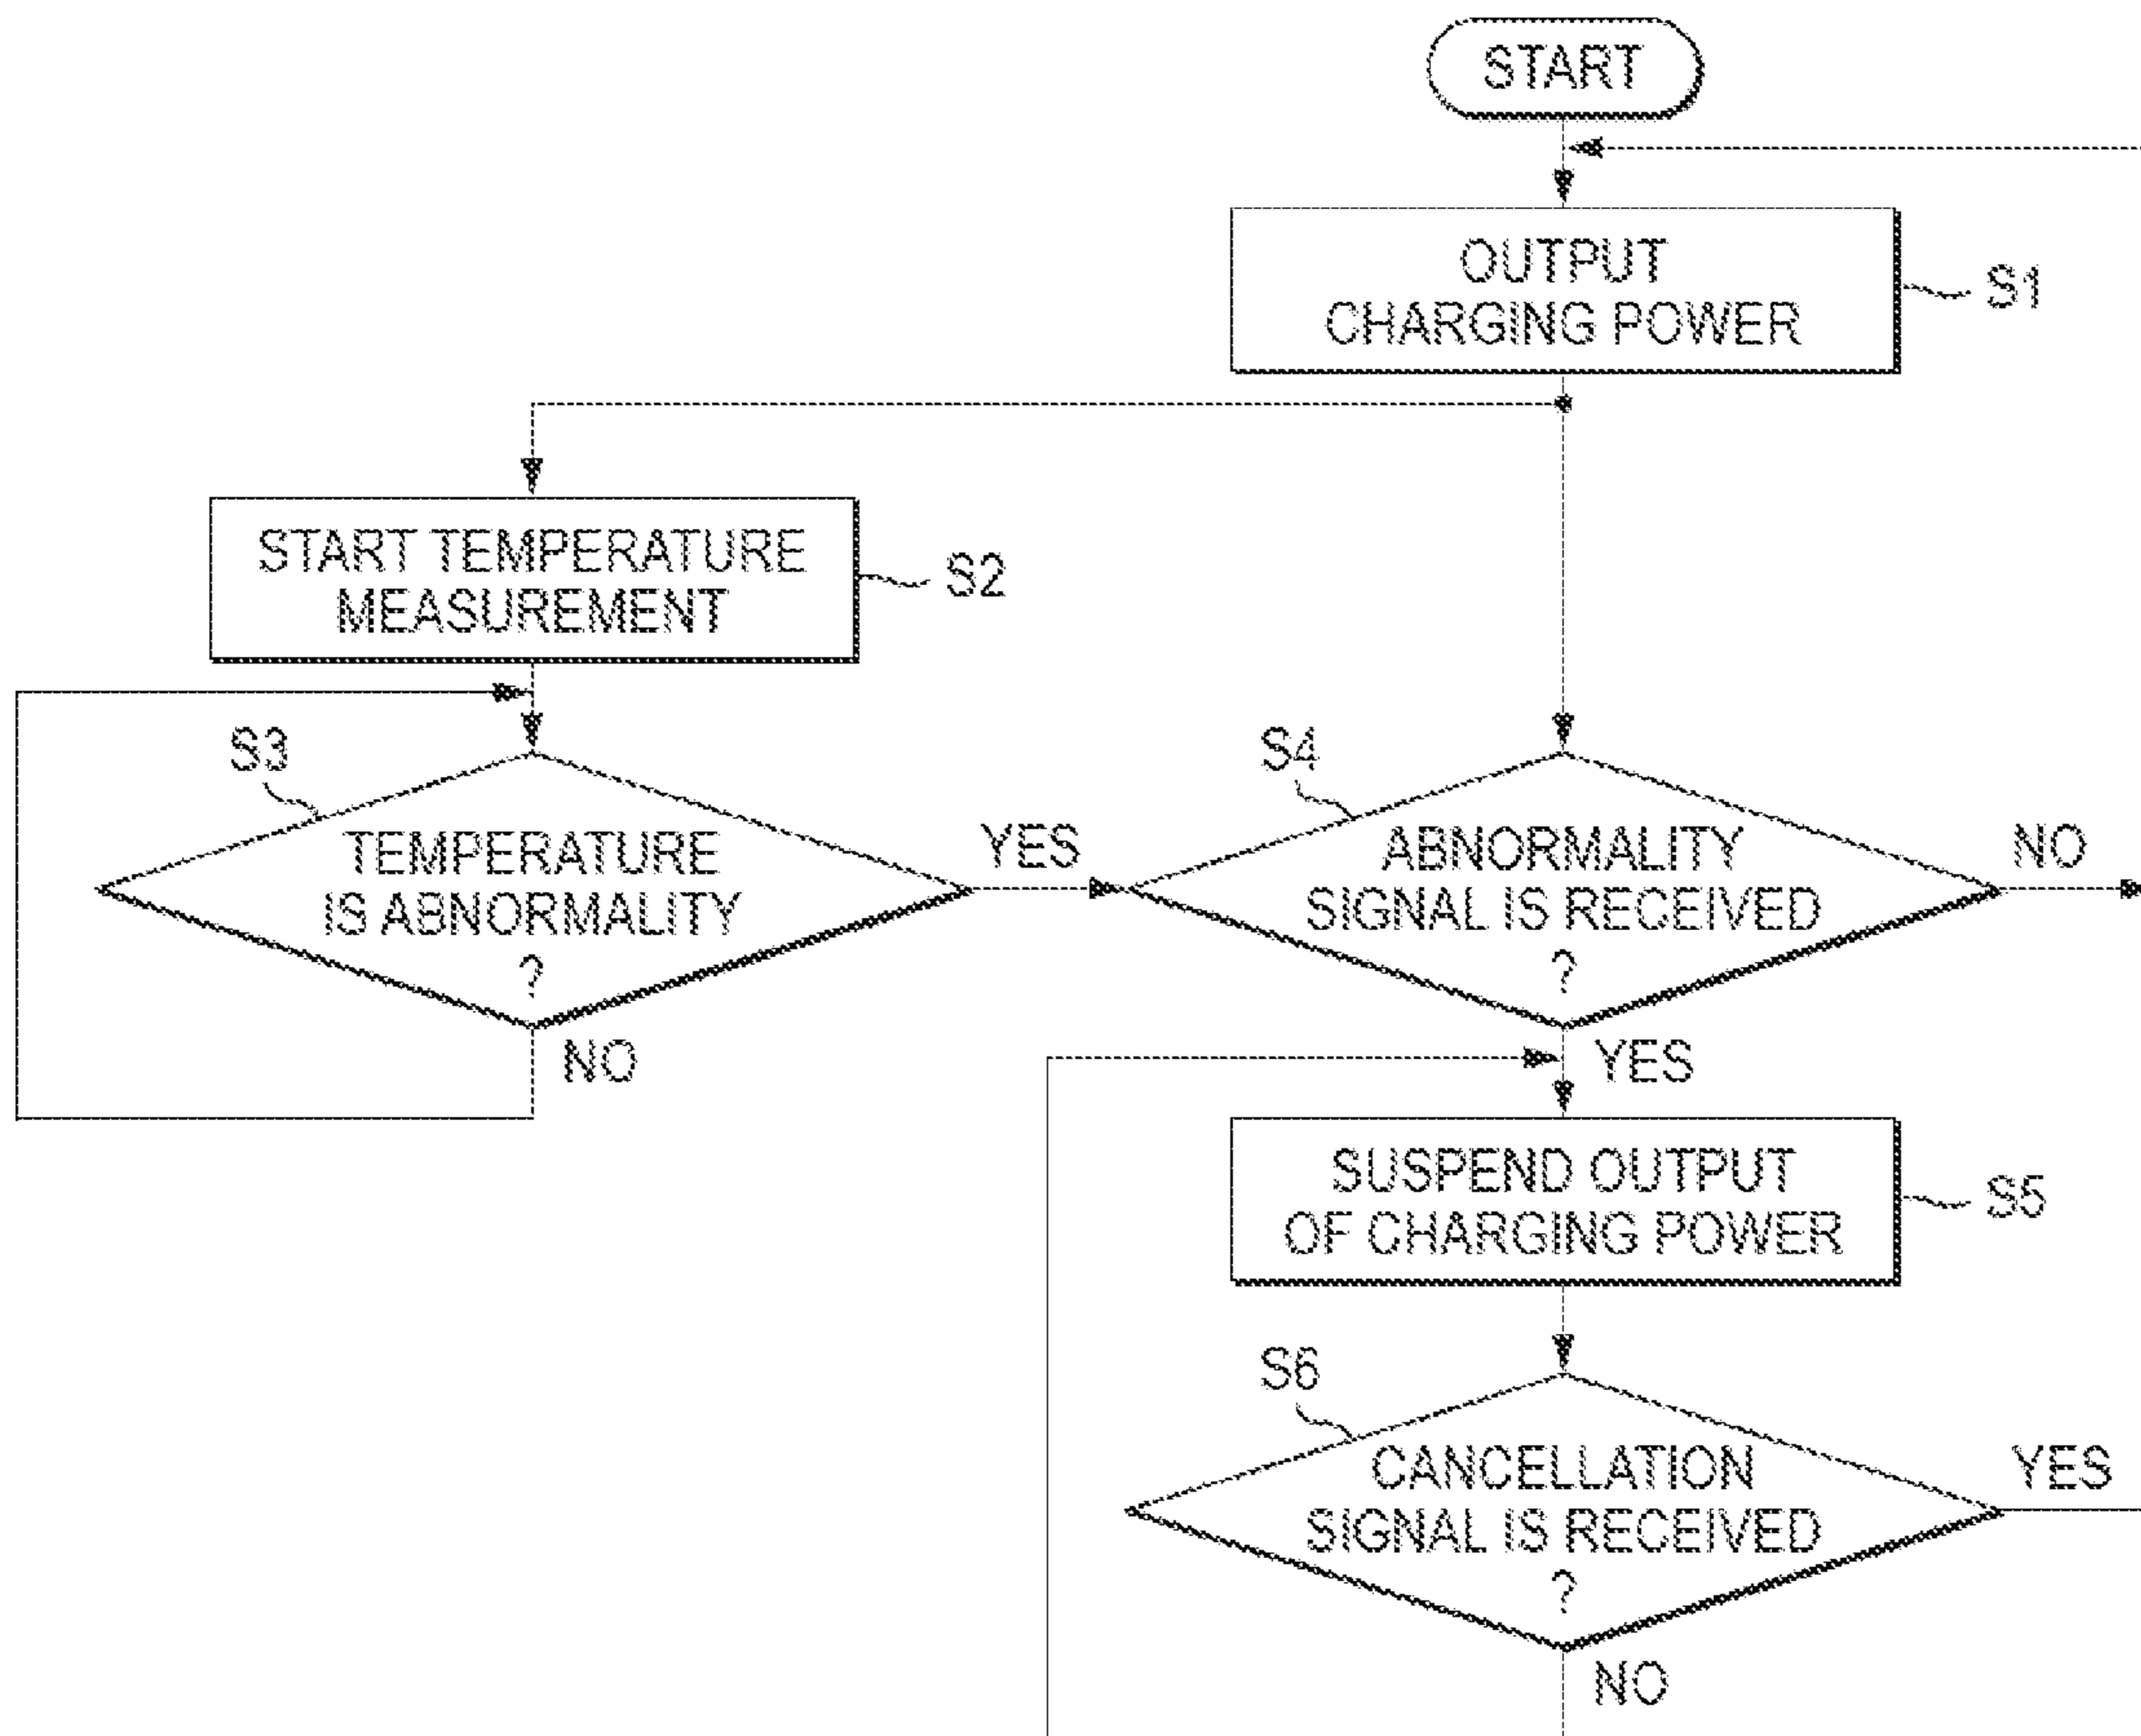 START
OUTPUT
CHARGING POWER
S1
START TEMPERATURE
MEASUREMENT
S2
S3
TEMPERATURE
IS ABNORMALITY
?
YES
NO
S4
ABNORMALITY
SIGNAL IS RECEIVED
?
NO
YES
SUSPEND OUTPUT
OF CHARGING POWER
S5
S6
CANCELLATION
SIGNAL IS RECEIVED
?
YES
NO